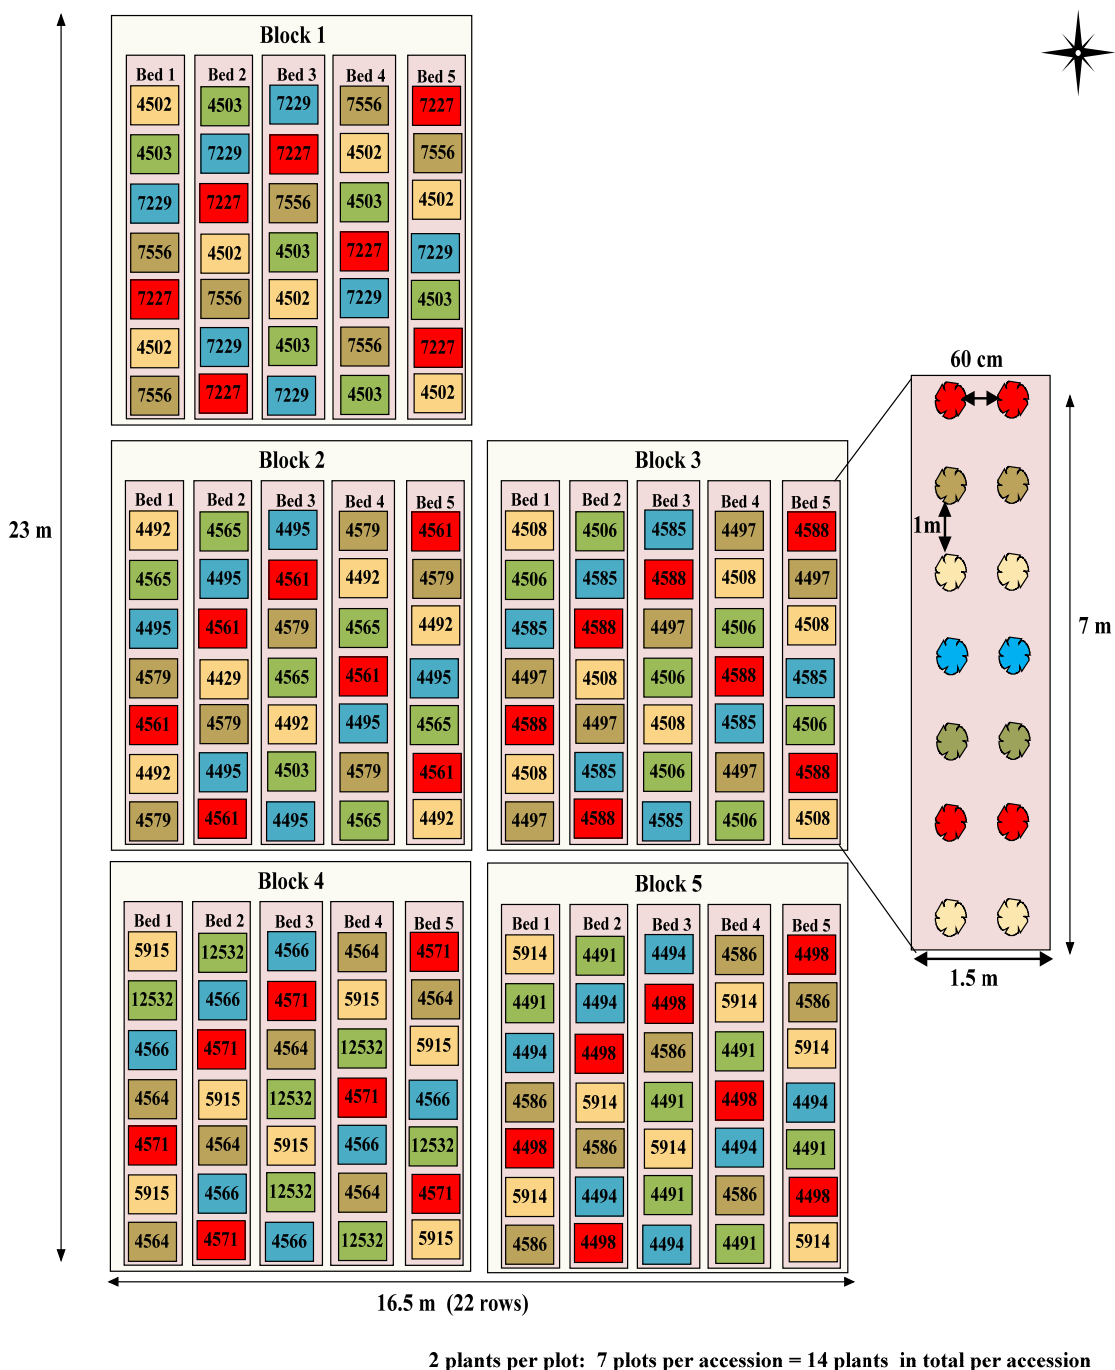 Block 1
Bed 1 Bed 2 Bed 3 Bed 4 Bed 5
4502 4503 7229 7556 7227
4503 7229 7227 4502 7556
7229 7227 7556 4503 4502
7556 4502 4503 7227 7229
7227 7556 4502 7229 4503
4502 7229 4503 7556 7227
7556 7227 7229 4503 4502
23 m
Block 2
Bed 1 Bed 2 Bed 3 Bed 4 Bed 5
4492 4565 4495 4579 4561
4565 4495 4561 4492 4579
4495 4561 4579 4565 4492
4579 4429 4565 4561 4495
4561 4579 4492 4495 4565
4492 4495 4503 4579 4561
4579 4561 4495 4565 4492
Block 3
Bed 1 Bed 2 Bed 3 Bed 4 Bed 5
4508 4506 4585 4497 4588
4506 4585 4588 4508 4497
4585 4588 4497 4506 4508
4497 4508 4506 4588 4585
4588 4497 4508 4585 4506
4508 4585 4506 4497 4588
4497 4588 4585 4506 4508
60 cm
1m
7 m
1.5 m
Block 4
Bed 1 Bed 2 Bed 3 Bed 4 Bed 5
5915 12532 4566 4564 4571
12532 4566 4571 5915 4564
4566 4571 4564 12532 5915
4564 5915 12532 4571 4566
4571 4564 5915 4566 12532
5915 4566 12532 4564 4571
4564 4571 4566 12532 5915
Block 5
Bed 1 Bed 2 Bed 3 Bed 4 Bed 5
5914 4491 4494 4586 4498
4491 4494 4498 5914 4586
4494 4498 4586 4491 5914
4586 5914 4491 4498 4494
4498 4586 5914 4494 4491
5914 4494 4491 4586 4498
4586 4498 4494 4491 5914
16.5 m (22 rows)
2 plants per plot: 7 plots per accession = 14 plants in total per accession